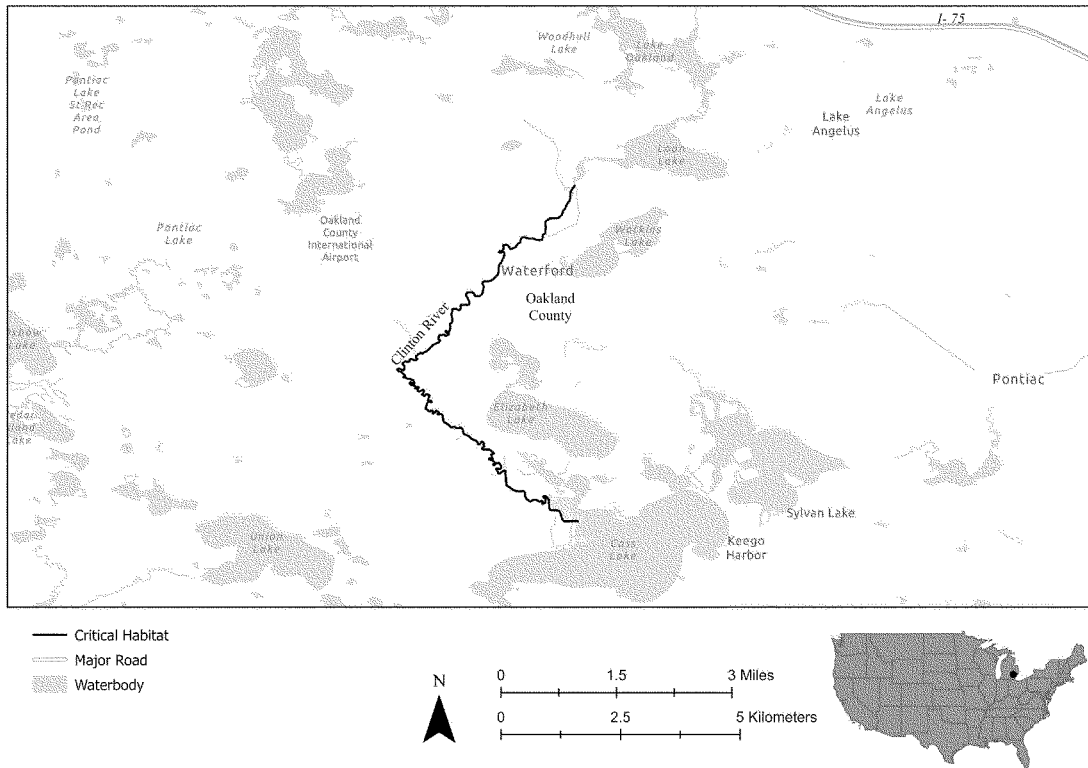 I- 75
Woodhull
Lake
Lake
Oakland
Pontiac
Lake
St Rec
Area
Pond
Lake
Angelus
Lake
Angelus
Loon
Lake
Oakland
County
International
Airport
Pontiac
Lake
Watkins
Lake
Waterford
Oakland
County
Clinton River
Lake
Pontiac
Elizabeth
Lake
Lake
Sylvan Lake
Union
Lake
Cass
Lake
Keego
Harbor
Critical Habitat
Major Road
Waterbody
N
0 1.5 3 Miles
0 2.5 5 Kilometers